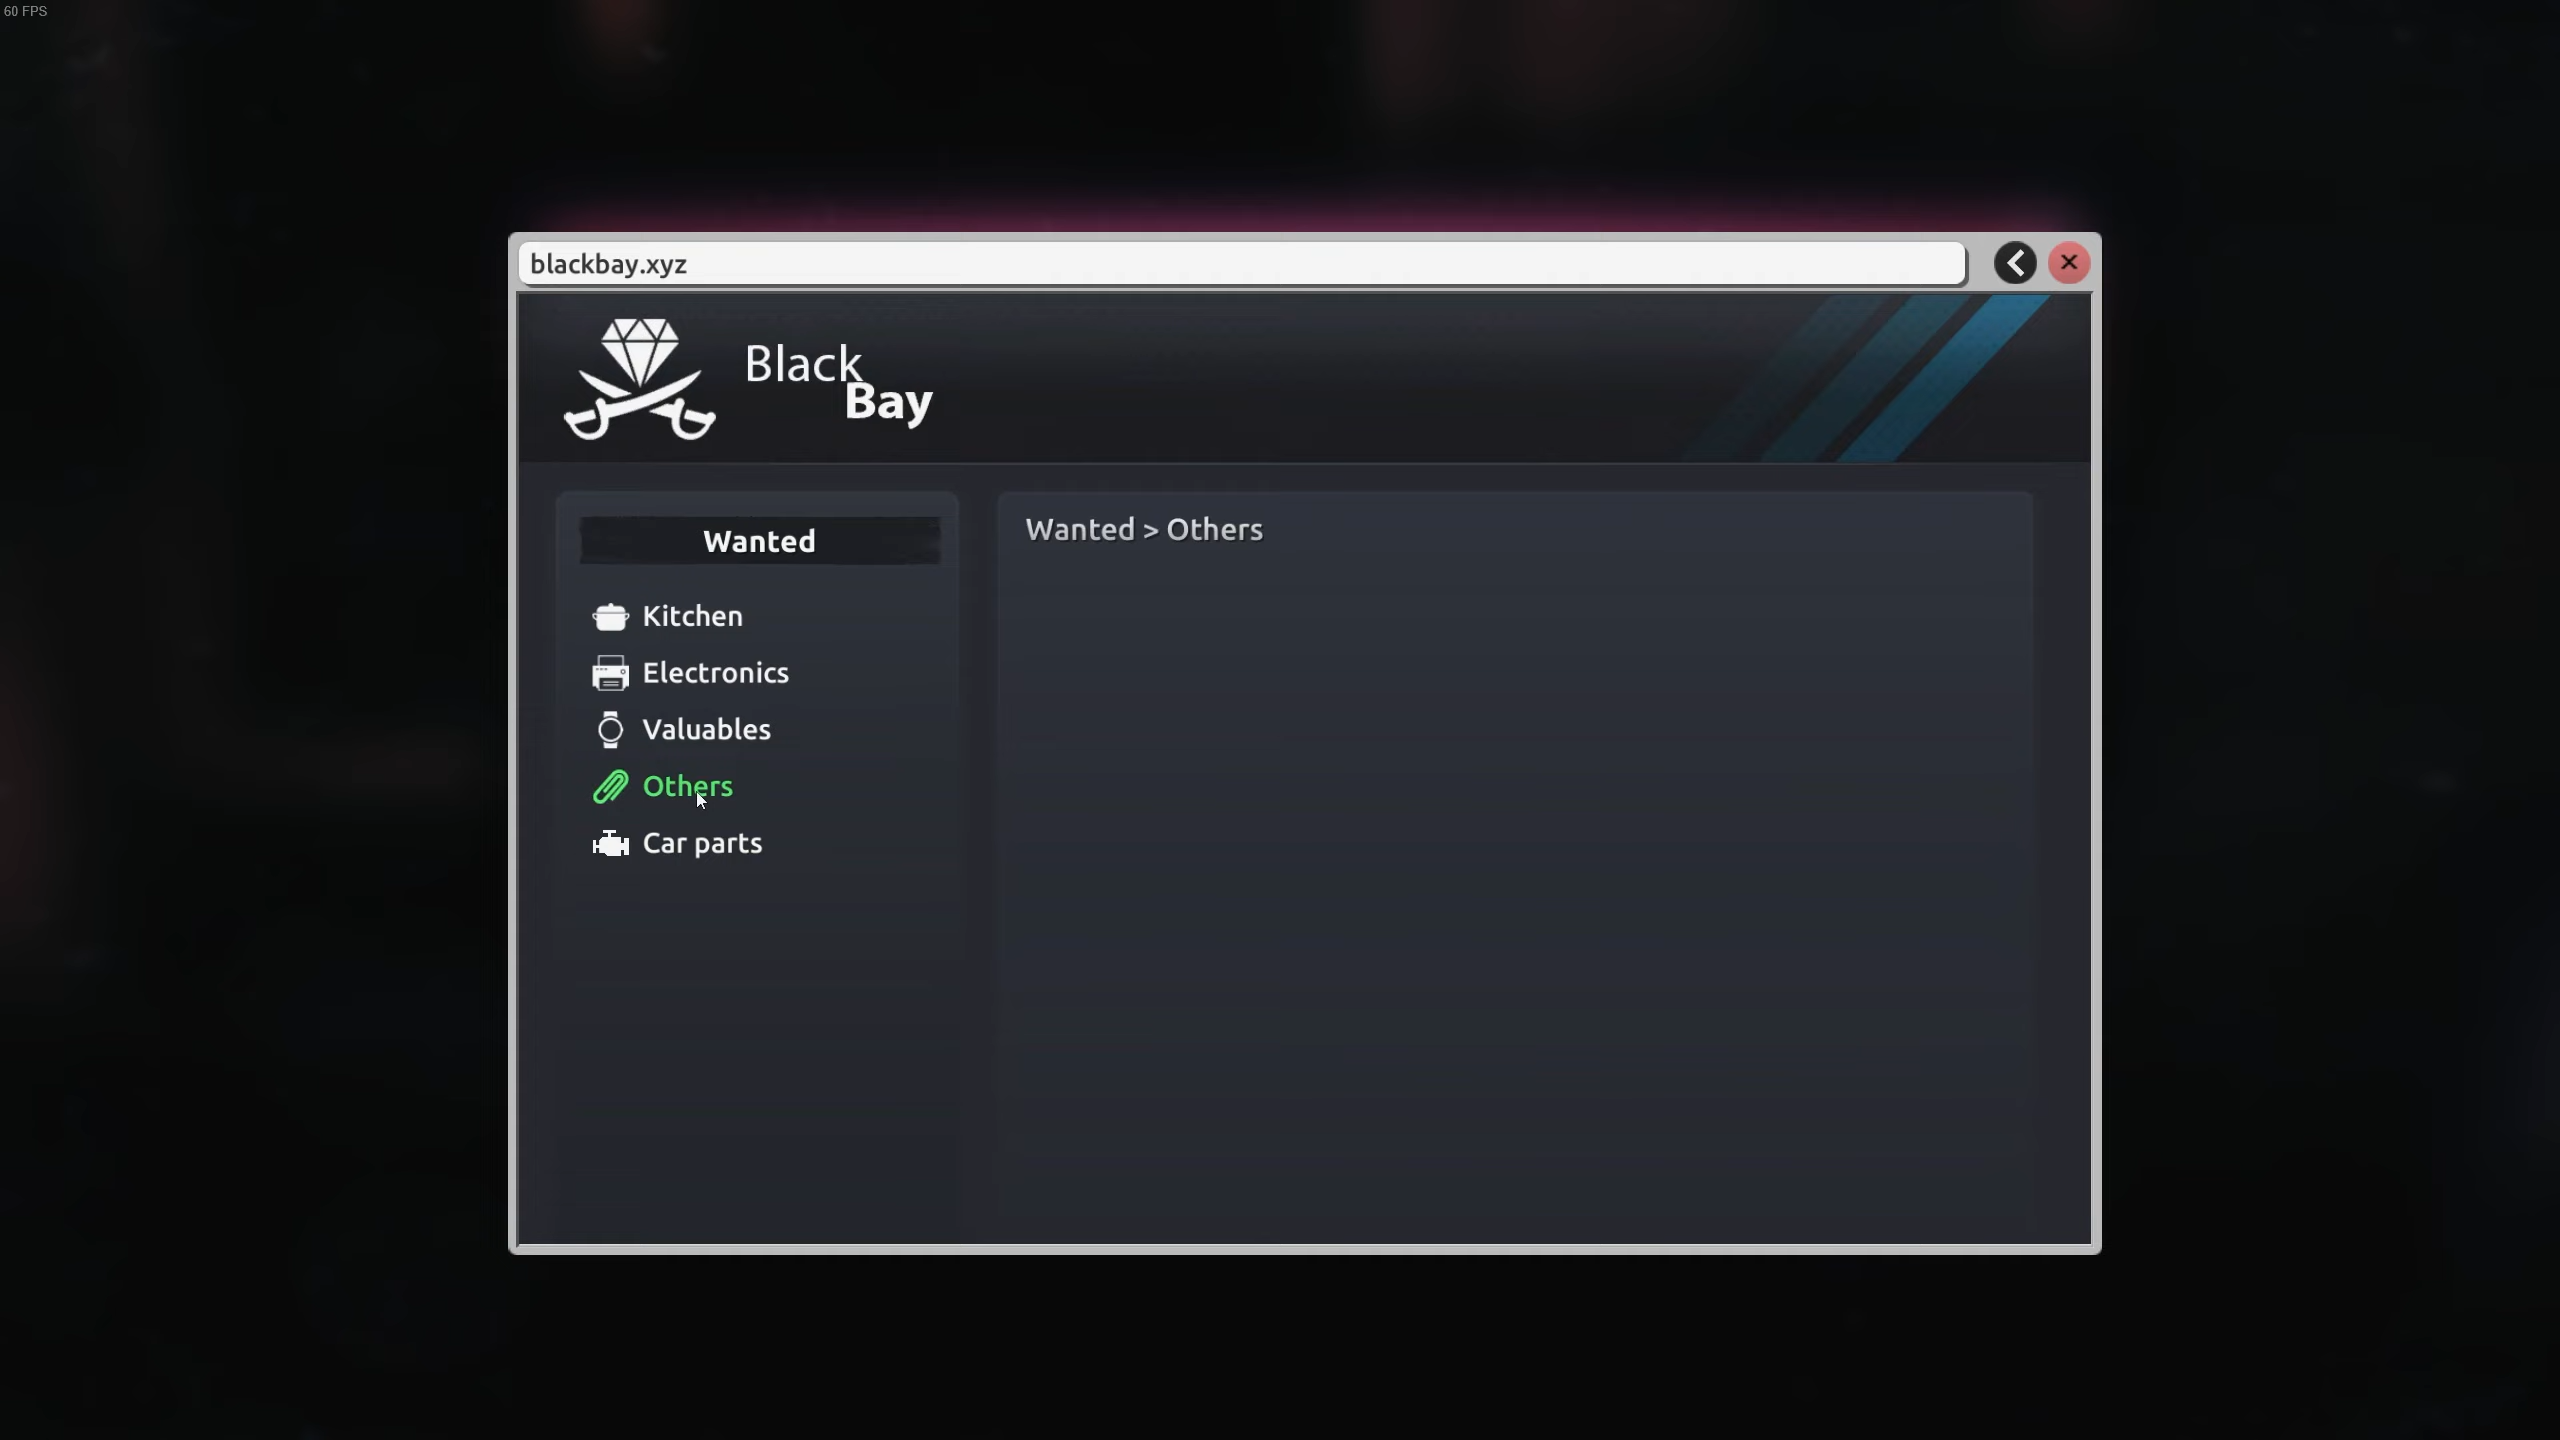 60 FPS
blackbay.xyz
Black
Bay
Wanted
Wanted > Others
Kitchen
Electronics
Valuables
Others
Car parts